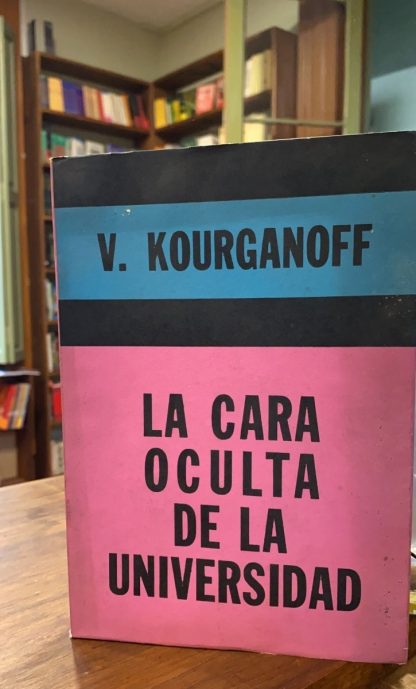 V. KOURGANOFF
LA CARA
OCULTA
DE LA
UNIVERSIDAD